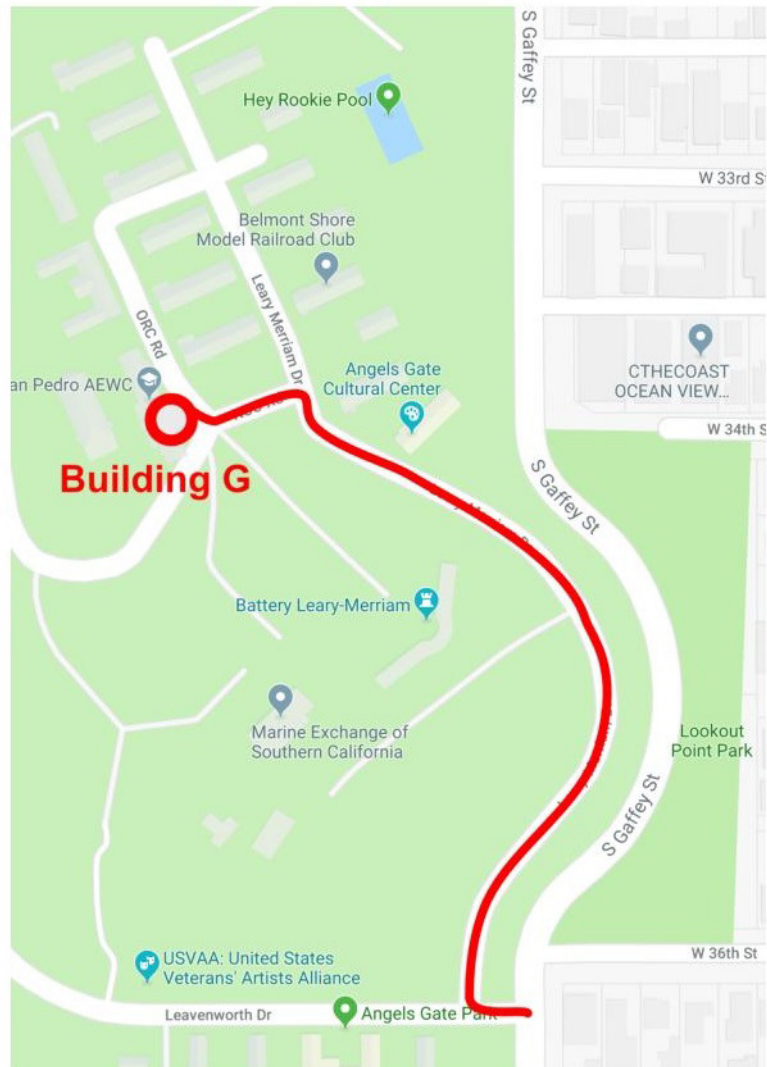 S Gaffey St
Hey Rookie Pool
W 33rd St
Belmont Shore
Model Railroad Club
Leary Merriam Dr
ORC Rd
an Pedro AEWC
Angels Gate
Cultural Center
CTHECOAST
OCEAN VIEW...
W 34th S
Building G
S Gaffey St
Battery Leary-Merriam
Marine Exchange of
Southern California
Lookout
Point Park
S Gaffey St
W 36th St
USVAA: United States
Veterans' Artists Alliance
Leavenworth Dr
Angels Gate Park